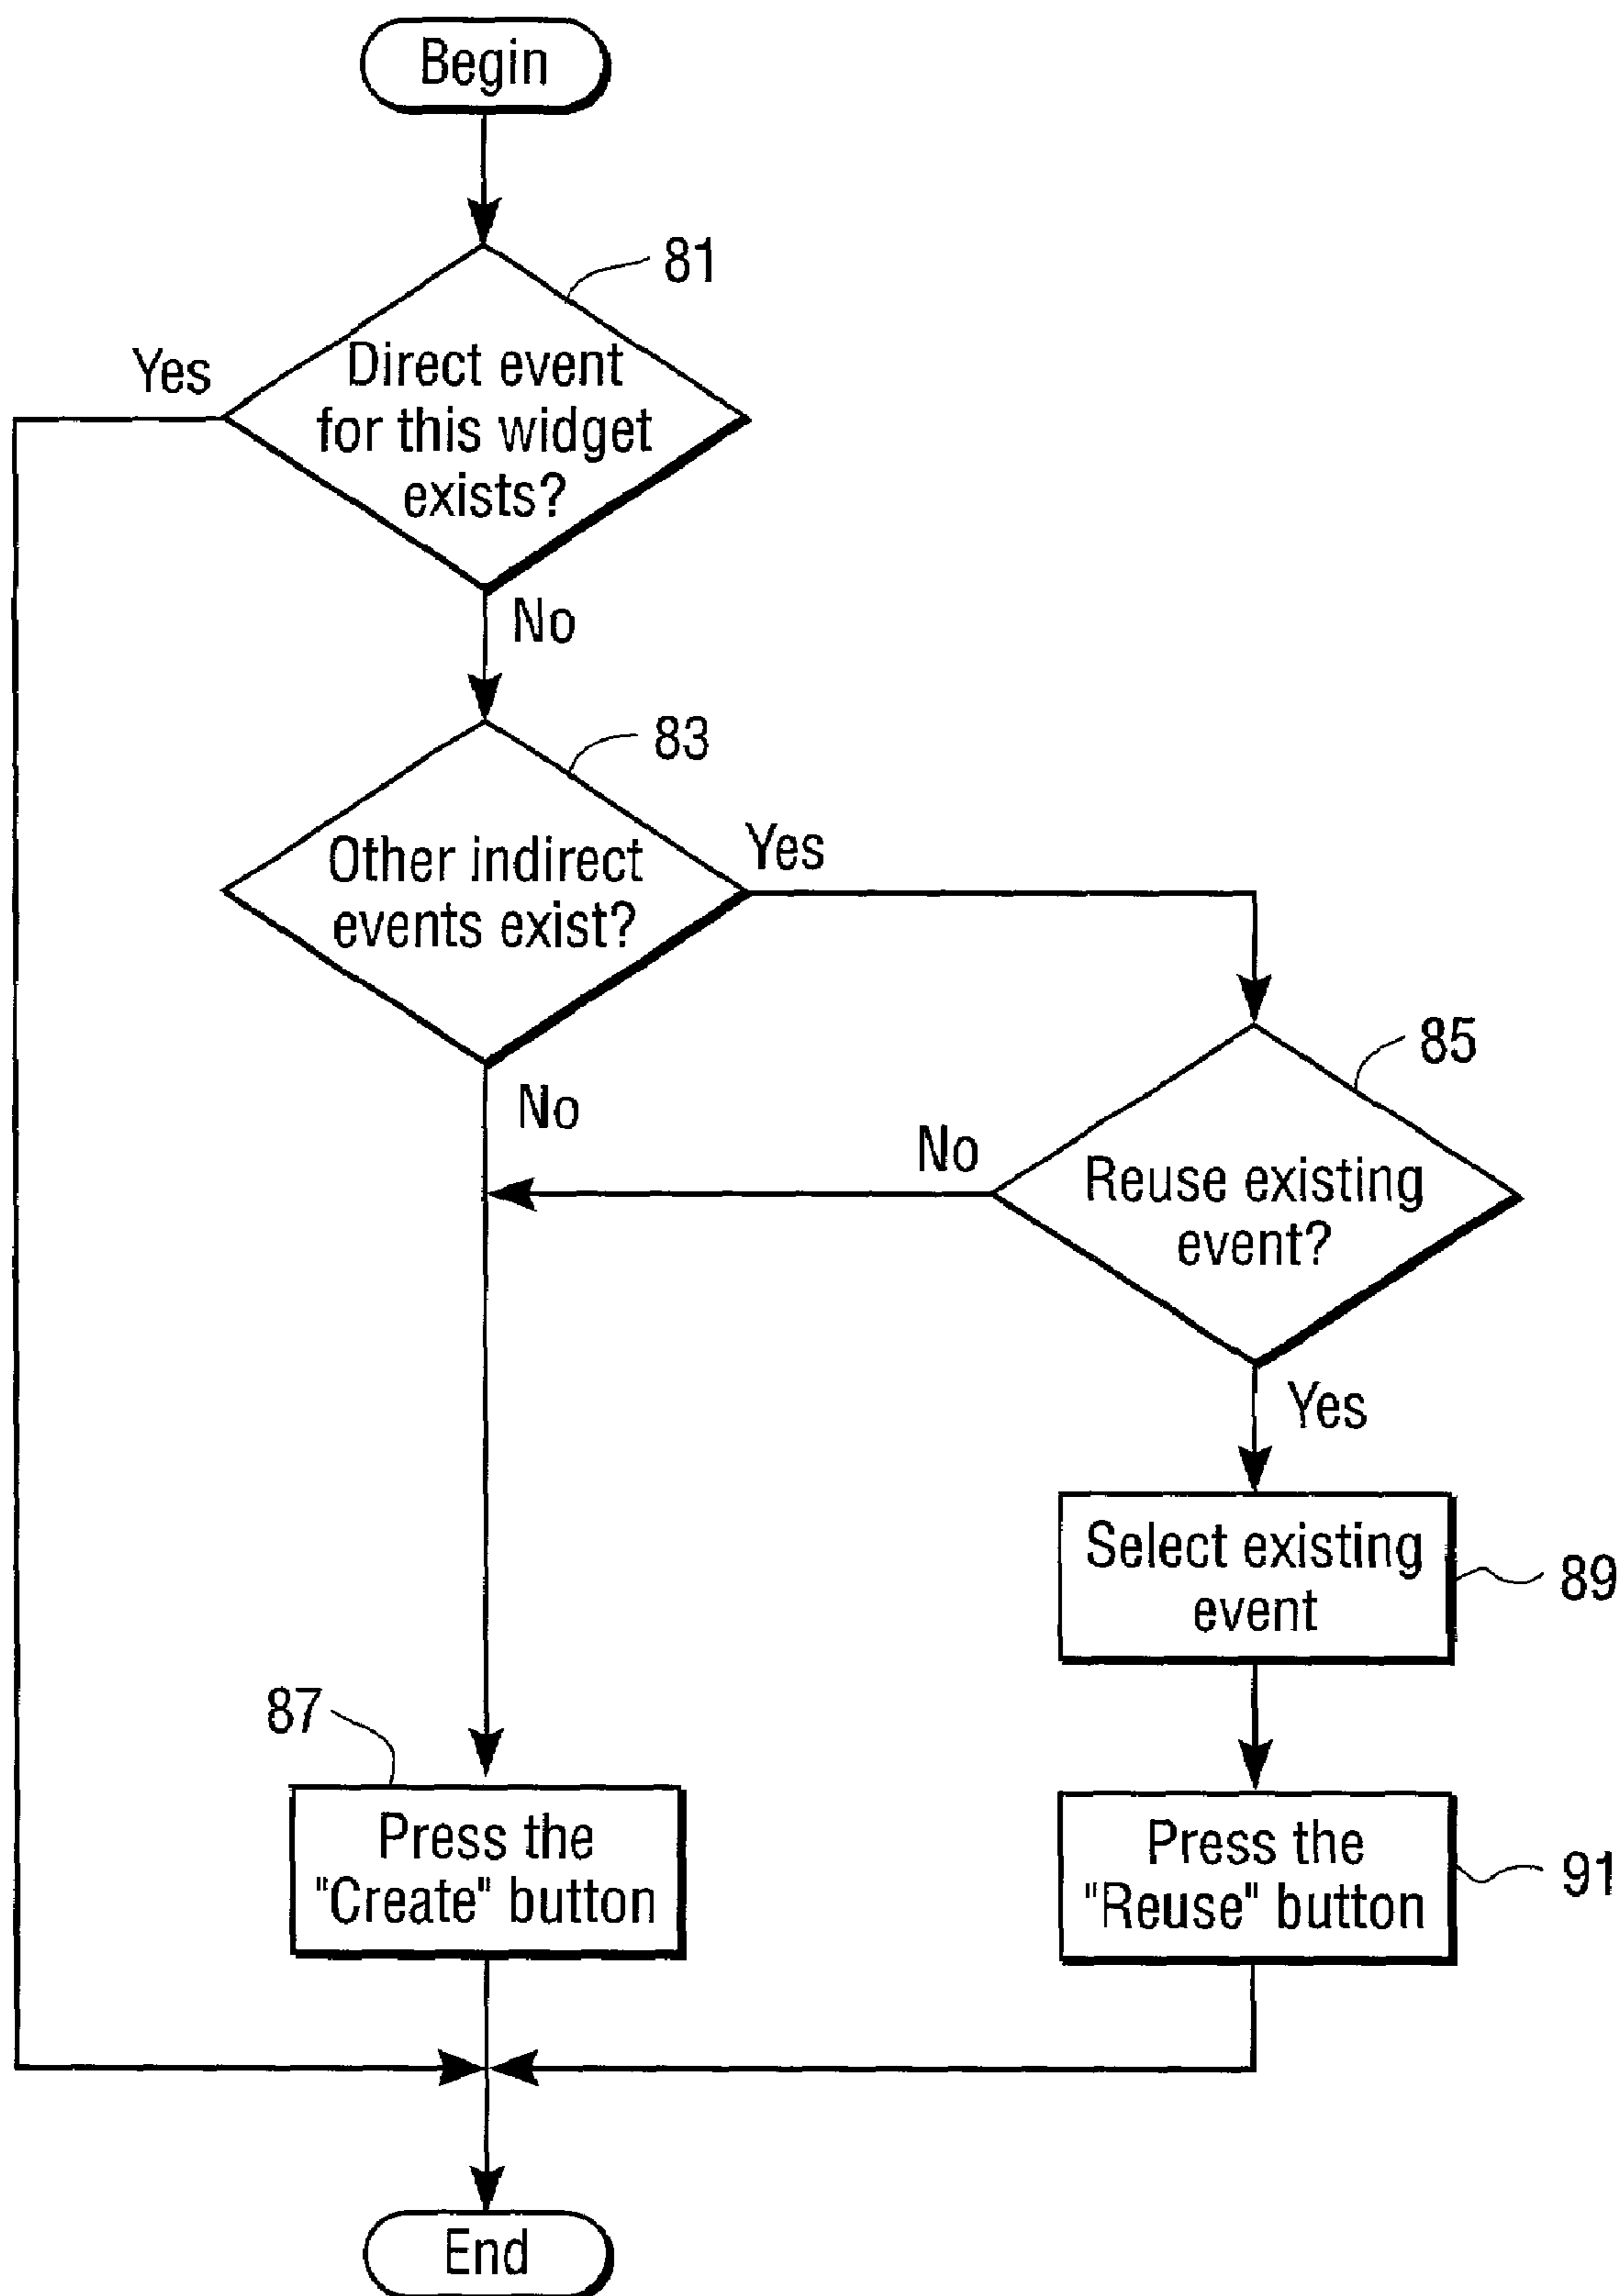 Begin
81
Yes
Direct event
for this widget
exists?
No
83
Other indirect
events exist?
Yes
85
No
No
Reuse existing
event?
Yes
Select existing
event
89
87
Press the
"Create" button
Press the
"Reuse" button
91
End